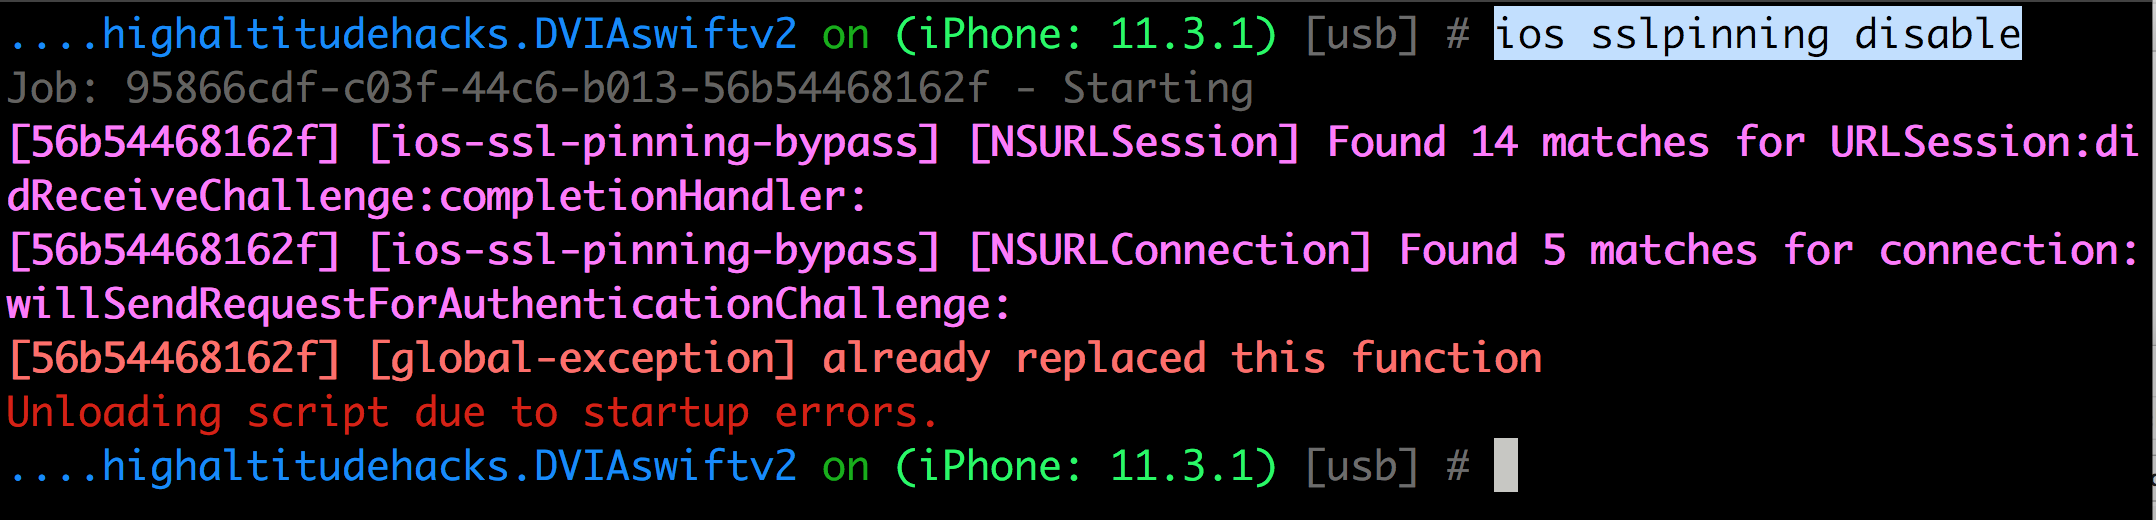 ....highaltitudehacks.DVIAswiftv2 on (iPhone: 11.3.1) [usb] # ios sslpinning disable
Job: 95866cdf-c03f-44c6-b013-56b54468162f - Starting
[56b54468162f] [ios-ssl-pinning-bypass] [NSURLSession] Found 14 matches for URLSession:di
dReceiveChallenge:completionHandler:
[56b54468162f] [ios-ssl-pinning-bypass] [NSURLConnection] Found 5 matches for connection:
willSendRequestForAuthenticationChallenge:
[56b54468162f] [global-exception] already replaced this function
Unloading script due to startup errors.
....highaltitudehacks.DVIAswiftv2 on (iPhone: 11.3.1) [usb] #